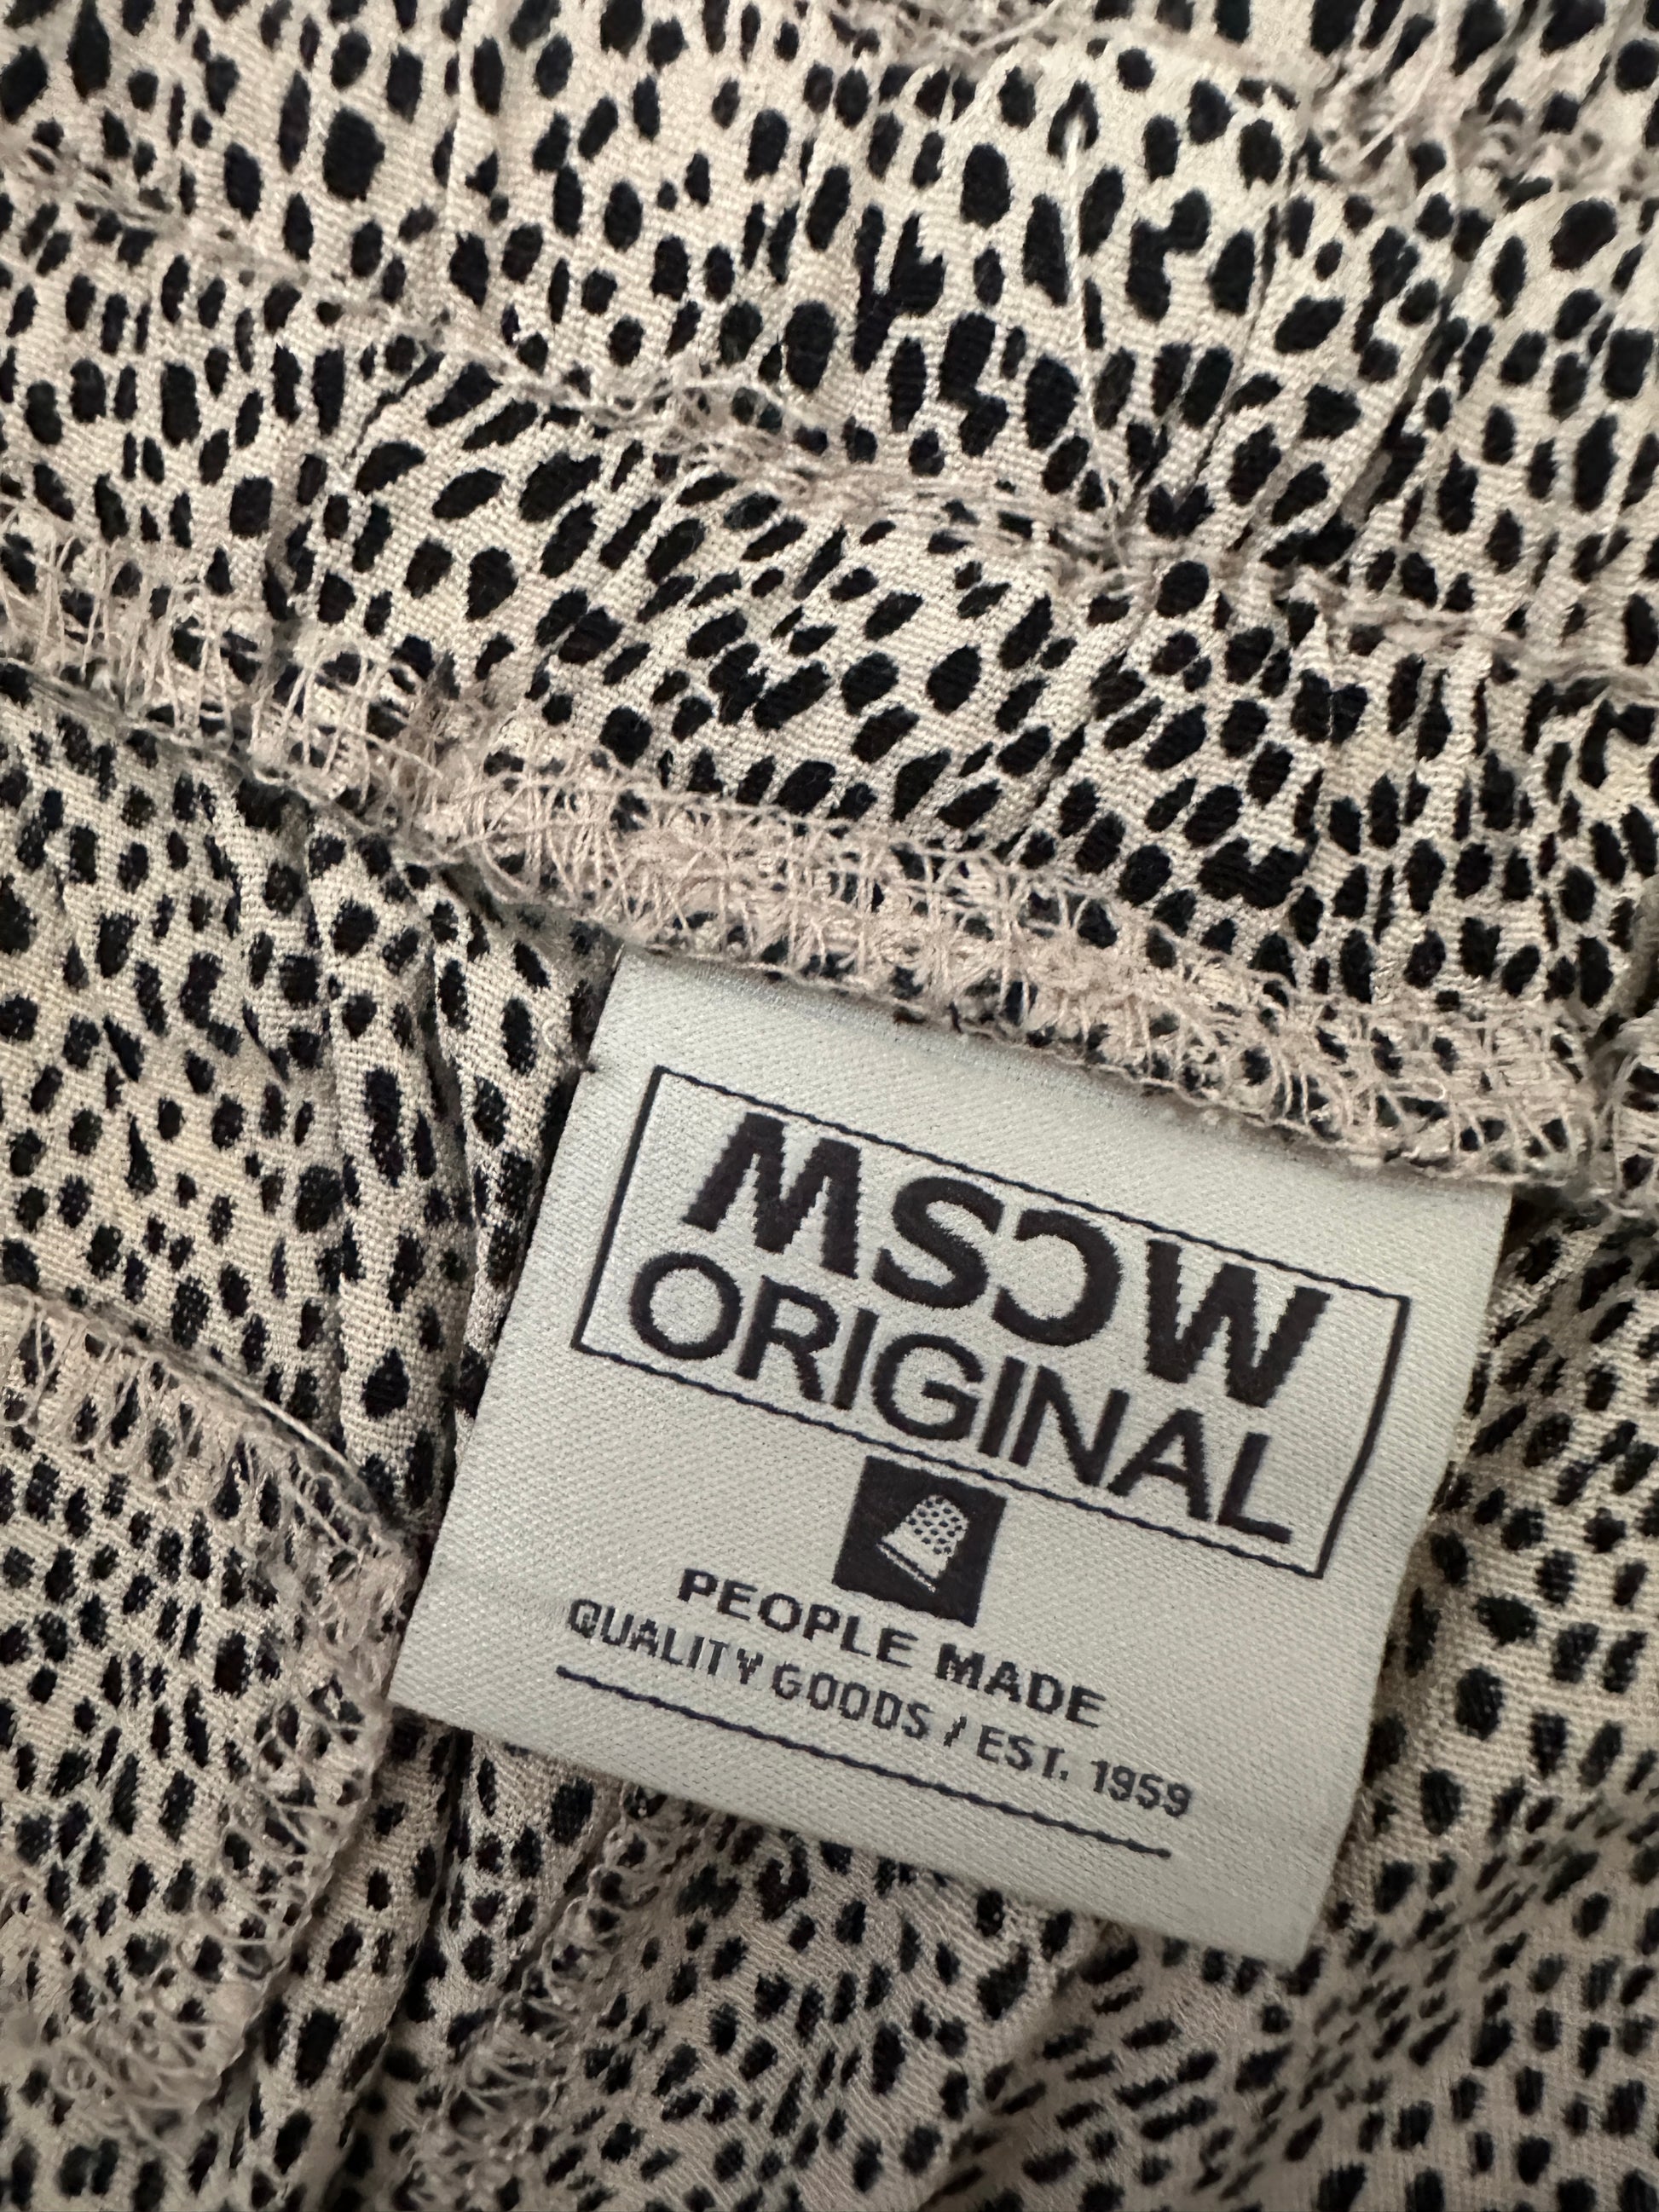 MSCW
ORIGINAL
PEOPLE MADE
QUALITY GOODS / EST. 1959